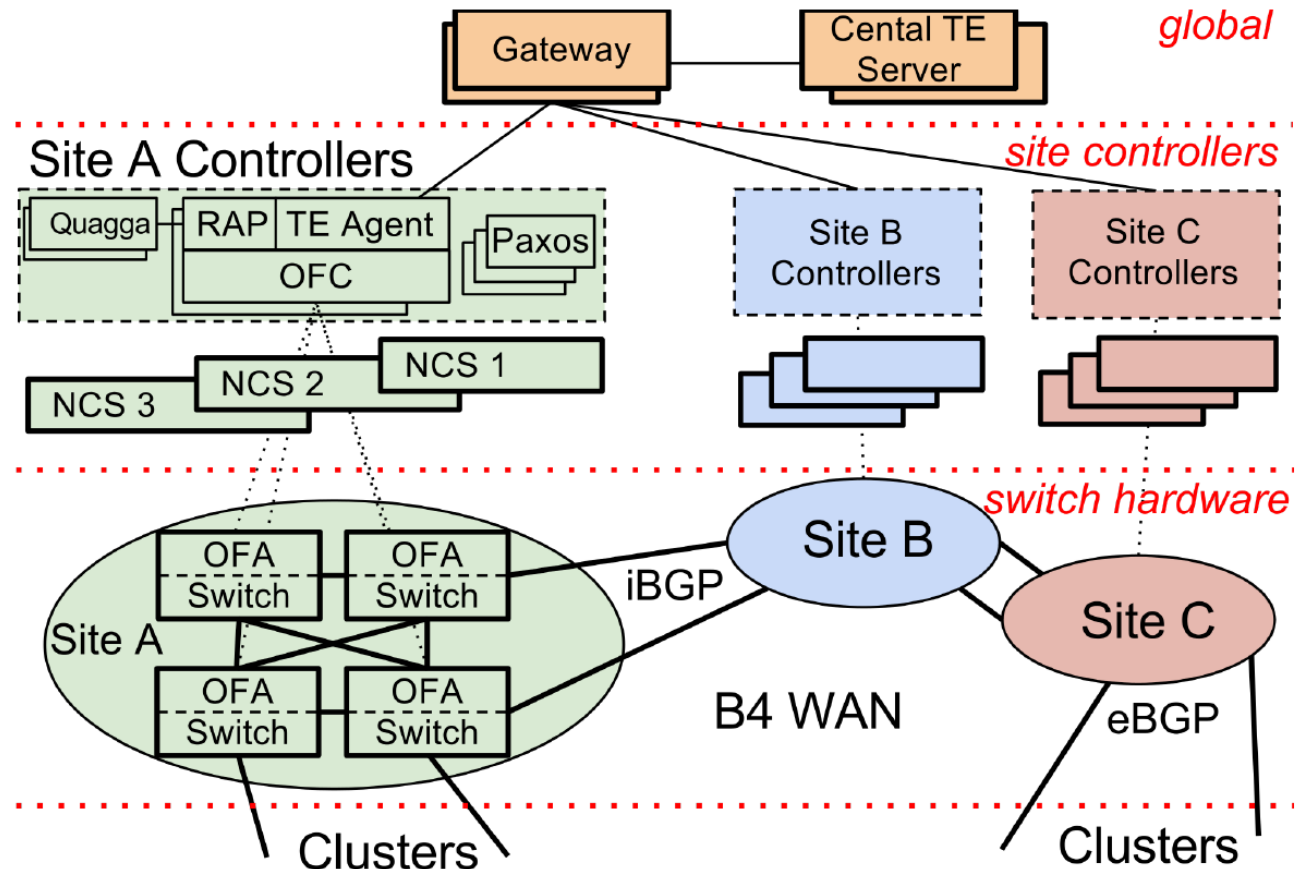 Gateway
Cental TE
Server
global
Site A Controllers
site controllers
Quagga
RAP
TE Agent
OFC
Paxos
Site B
Controllers
Site C
Controllers
NCS 1
NCS 2
NCS 3
switch hardware
OFA
Switch
OFA
Switch
Site A
OFA
Switch
OFA
Switch
iBGP
Site B
Site C
B4 WAN
eBGP
Clusters
Clusters